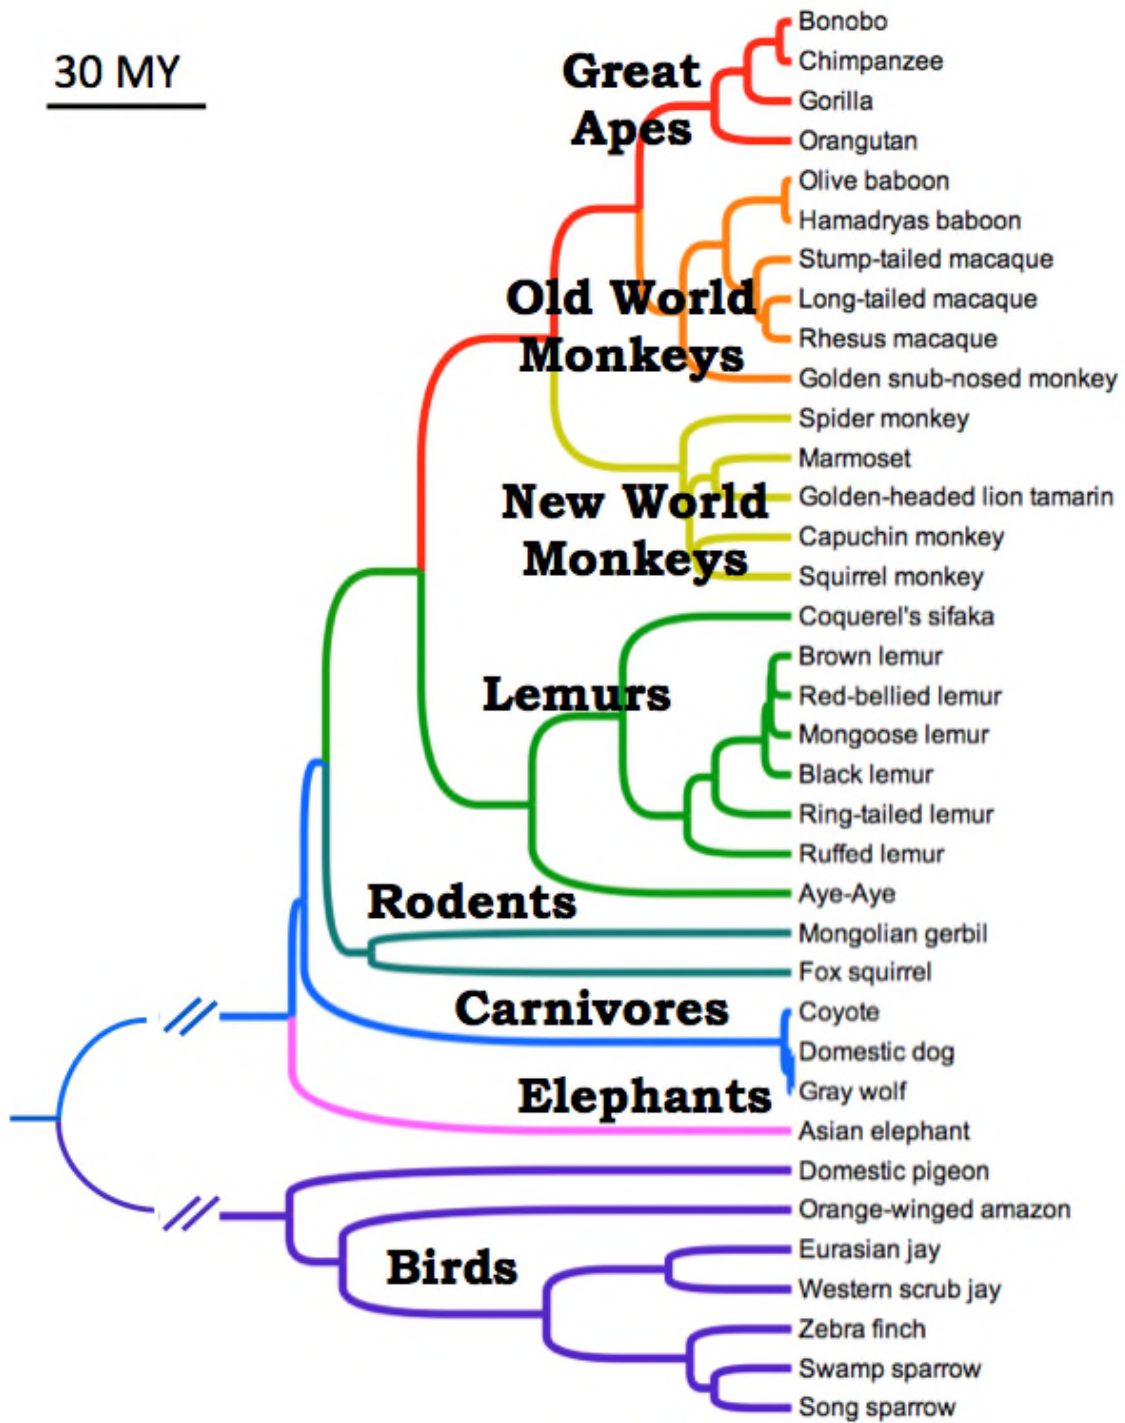 30 MY
Great
Apes
Bonobo
Chimpanzee
Gorilla
Orangutan
Olive baboon
Hamadryas baboon
Old World
Monkeys
Stump-tailed macaque
Long-tailed macaque
Rhesus macaque
Golden snub-nosed monkey
Spider monkey
Marmoset
New World
Monkeys
Golden-headed lion tamarin
Capuchin monkey
Squirrel monkey
Coquerel's sifaka
Lemurs
Brown lemur
Red-bellied lemur
Mongoose lemur
Black lemur
Ring-tailed lemur
Ruffed lemur
Aye-Aye
Rodents
Mongolian gerbil
Fox squirrel
Carnivores
Coyote
Domestic dog
Gray wolf
Elephants
Asian elephant
Domestic pigeon
Orange-winged amazon
Birds
Eurasian jay
Western scrub jay
Zebra finch
Swamp sparrow
Song sparrow